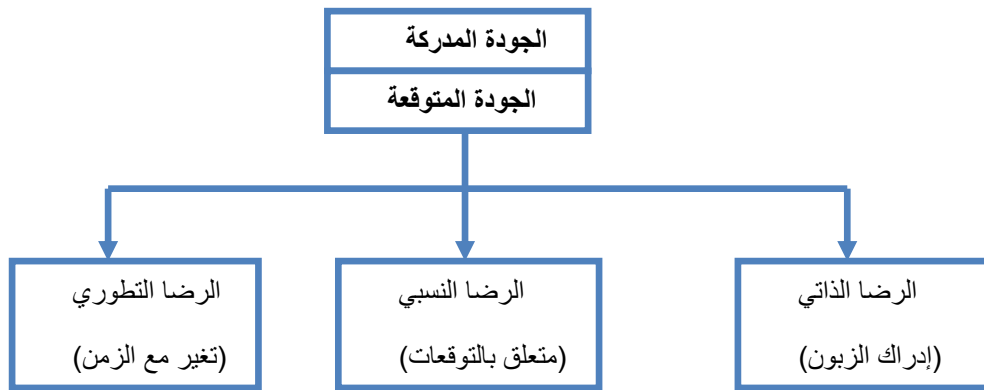 الجودة المدركة
الجودة المتوقعة
الرضا الذاتي
(إدراك الزبون)
الرضا النسبي
(متعلق بالتوقعات)
الرضا التطوري
(تغير مع الزمن)